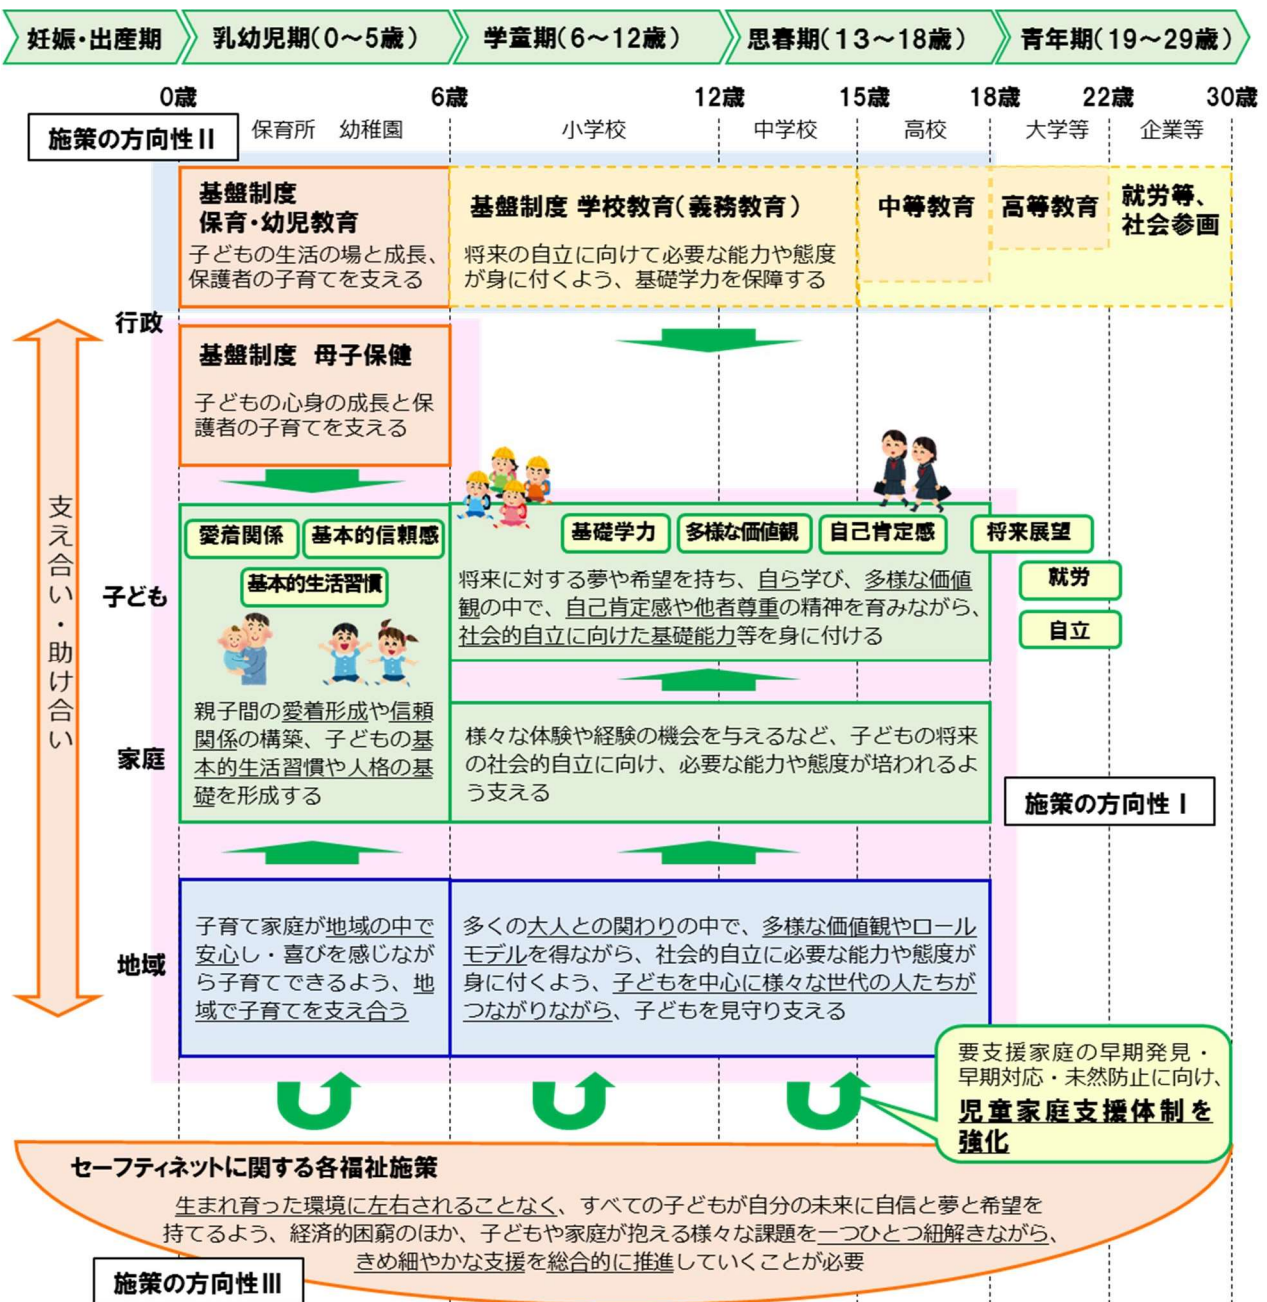 妊娠・出産期
乳幼児期(0～5歳)
学童期(6～12歳)
思春期(13～18歳)
青年期(19～29歳)
0歳
6歳
12歳
15歳
18歳
22歳
30歳
施策の方向性Ⅱ
保育所 幼稚園
小学校
中学校
高校
大学等
企業等
基盤制度
保育・幼児教育
子どもの生活の場と成長、
保護者の子育てを支える
基盤制度 学校教育(義務教育)
将来の自立に向けて必要な能力や態度
が身に付くよう、基礎学力を保障する
中等教育
高等教育
就労等、
社会参画
行政
基盤制度 母子保健
子どもの心身の成長と保
護者の子育てを支える
支え合い・助け合い
子ども
愛着関係
基本的信頼感
基本的生活習慣
基礎学力
多様な価値観
自己肯定感
将来展望
就労
自立
将来に対する夢や希望を持ち、自ら学び、多様な価値
観の中で、自己肯定感や他者尊重の精神を育みながら、
社会的自立に向けた基礎能力等を身に付ける
家庭
親子間の愛着形成や信頼
関係の構築、子どもの基
本的生活習慣や人格の基
礎を形成する
様々な体験や経験の機会を与えるなど、子どもの将来
の社会的自立に向け、必要な能力や態度が培われるよ
う支える
施策の方向性Ⅰ
地域
子育て家庭が地域の中で
安心し・喜びを感じなが
ら子育てできるよう、地
域で子育てを支え合う
多くの大人との関わりの中で、多様な価値観やロール
モデルを得ながら、社会的自立に必要な能力や態度が
身に付くよう、子どもを中心に様々な世代の人たちが
つながりながら、子どもを見守り支える
要支援家庭の早期発見・
早期対応・未然防止に向け、
児童家庭支援体制を
強化
セーフティネットに関する各福祉施策
生まれ育った環境に左右されることなく、すべての子どもが自分の未来に自信と夢と希望を
持てるよう、経済的困窮のほか、子どもや家庭が抱える様々な課題を一つひとつ紐解きながら、
きめ細やかな支援を総合的に推進していくことが必要
施策の方向性Ⅲ